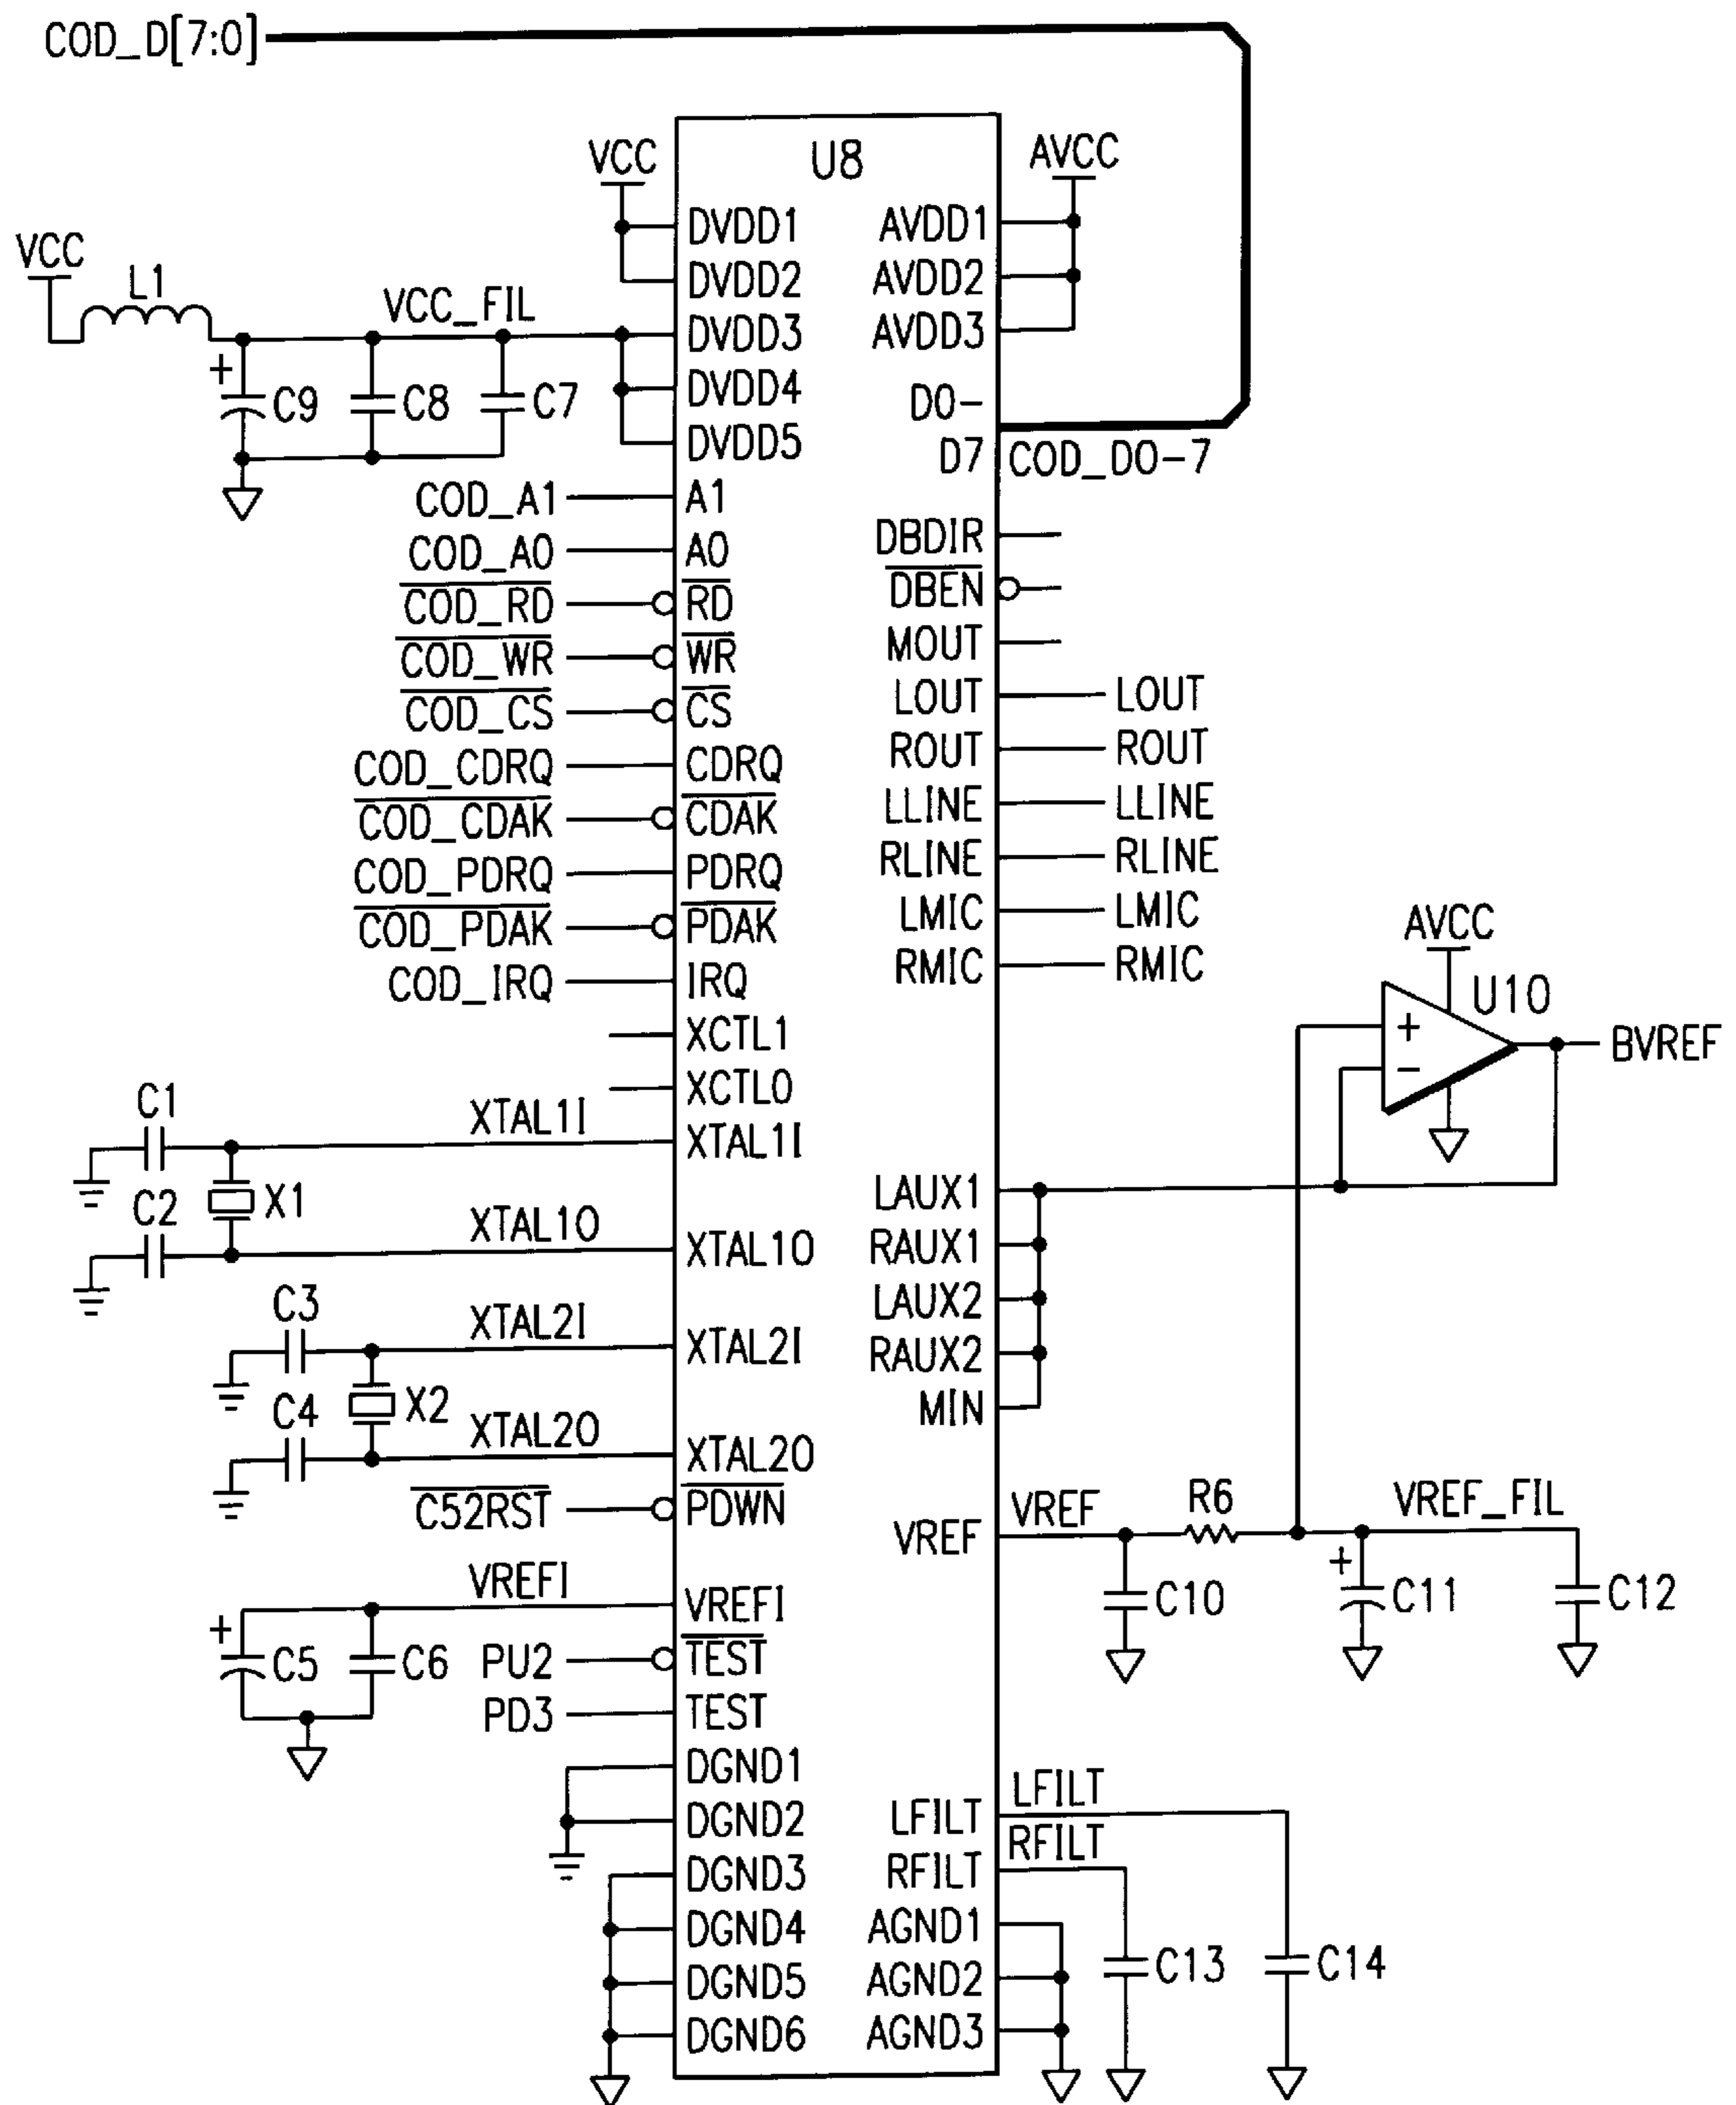 COD_D[7:0]
U8
VCC
AVCC
DVDD1
AVDD1
VCC
L1
DVDD2
AVDD2
VCC_FIL
DVDD3
AVDD3
+
C9
C8
C7
DVDD4
D0-
DVDD5
D7
COD_D0-7
COD_A1
A1
COD_A0
A0
DBDIR
COD_RD
RD
DBEN
COD_WR
WR
MOUT
COD_CS
CS
LOUT
LOUT
COD_CDRQ
CDRQ
ROUT
ROUT
COD_CDAK
CDAK
LLINE
LLINE
COD_PDRQ
PDRQ
RLINE
RLINE
COD_PDAK
PDAK
LMIC
LMIC
COD_IRQ
IRQ
RMIC
RMIC
AVCC
U10
+
-
BVREF
XCTL1
XCTL0
C1
XTAL1I
XTAL1I
X1
C2
XTAL1O
XTAL1O
LAUX1
RAUX1
C3
XTAL2I
XTAL2I
LAUX2
RAUX2
X2
C4
XTAL2O
XTAL2O
MIN
C52RST
PDWN
VREF
VREF
R6
VREF_FIL
VREFI
VREFI
+
C5
C6
C10
+
C11
C12
PU2
TEST
PD3
TEST
DGND1
DGND2
LFILT
LFILT
RFILT
DGND3
RFILT
DGND4
AGND1
DGND5
AGND2
C13
C14
DGND6
AGND3